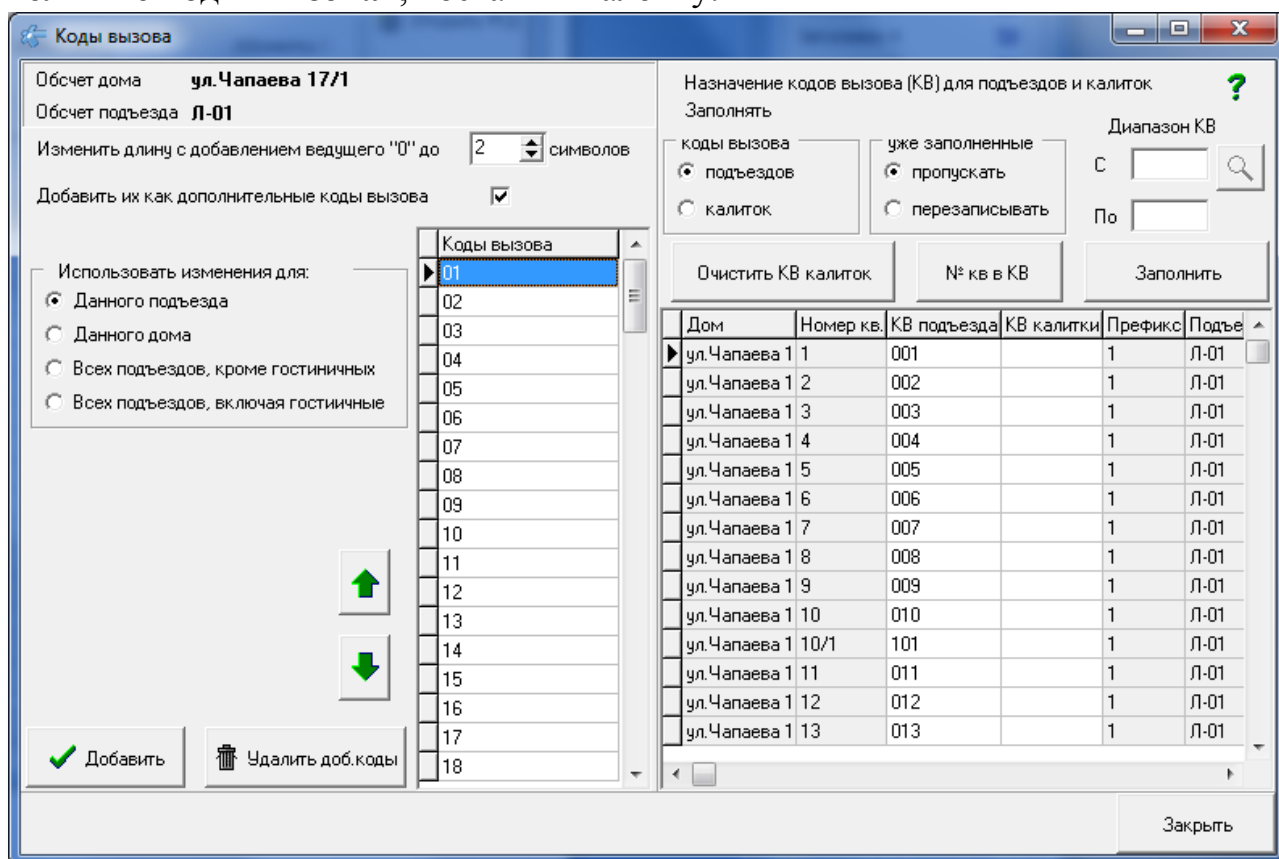 Коды вызова
Обсчет дома ул.Чапаева 17/1
Обсчет подъезда Л-01
Изменить длину с добавлением ведущего "0" до 2 символов
Добавить их как дополнительные коды вызова
Использовать изменения для:
Данного подъезда
Данного дома
Всех подъездов, кроме гостиничных
Всех подъездов, включая гостиичные
Добавить
Удалить доб.коды
Коды вызова
01
02
03
04
05
06
07
08
09
10
11
12
13
14
15
16
17
18
Назначение кодов вызова (КВ) для подъездов и калиток
?
Заполнять
коды вызова
подъездов
калиток
уже заполненные
пропускать
перезаписывать
Диапазон КВ
С
По
Очистить КВ калиток
№ кв в КВ
Заполнить
Дом Номер кв. КВ подъезда КВ калитки Префикс Подъе
ул.Чапаева 1 1 001 1 Л-01
ул.Чапаева 1 2 002 1 Л-01
ул.Чапаева 1 3 003 1 Л-01
ул.Чапаева 1 4 004 1 Л-01
ул.Чапаева 1 5 005 1 Л-01
ул.Чапаева 1 6 006 1 Л-01
ул.Чапаева 1 7 007 1 Л-01
ул.Чапаева 1 8 008 1 Л-01
ул.Чапаева 1 9 009 1 Л-01
ул.Чапаева 1 10 010 1 Л-01
ул.Чапаева 1 10/1 101 1 Л-01
ул.Чапаева 1 11 011 1 Л-01
ул.Чапаева 1 12 012 1 Л-01
ул.Чапаева 1 13 013 1 Л-01
Закрыть